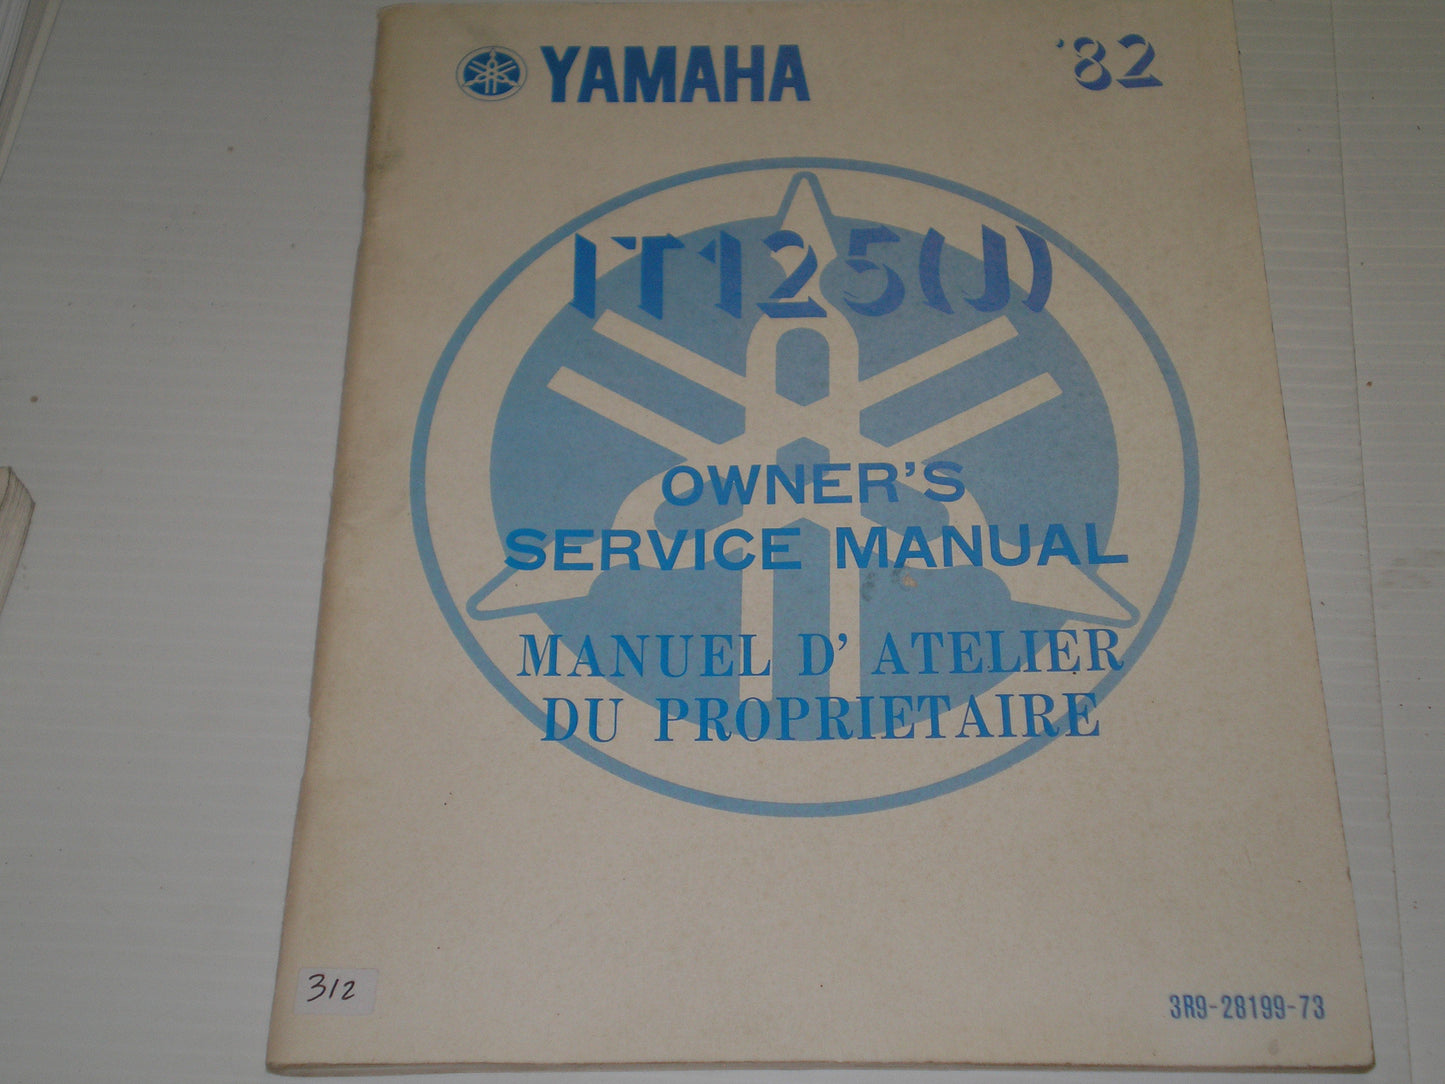 YAMAHA '82
IT125(J)
OWNER'S
SERVICE MANUAL
MANUEL D' ATELIER
DU PROPRIETAIRE
312
3R9-28199-73